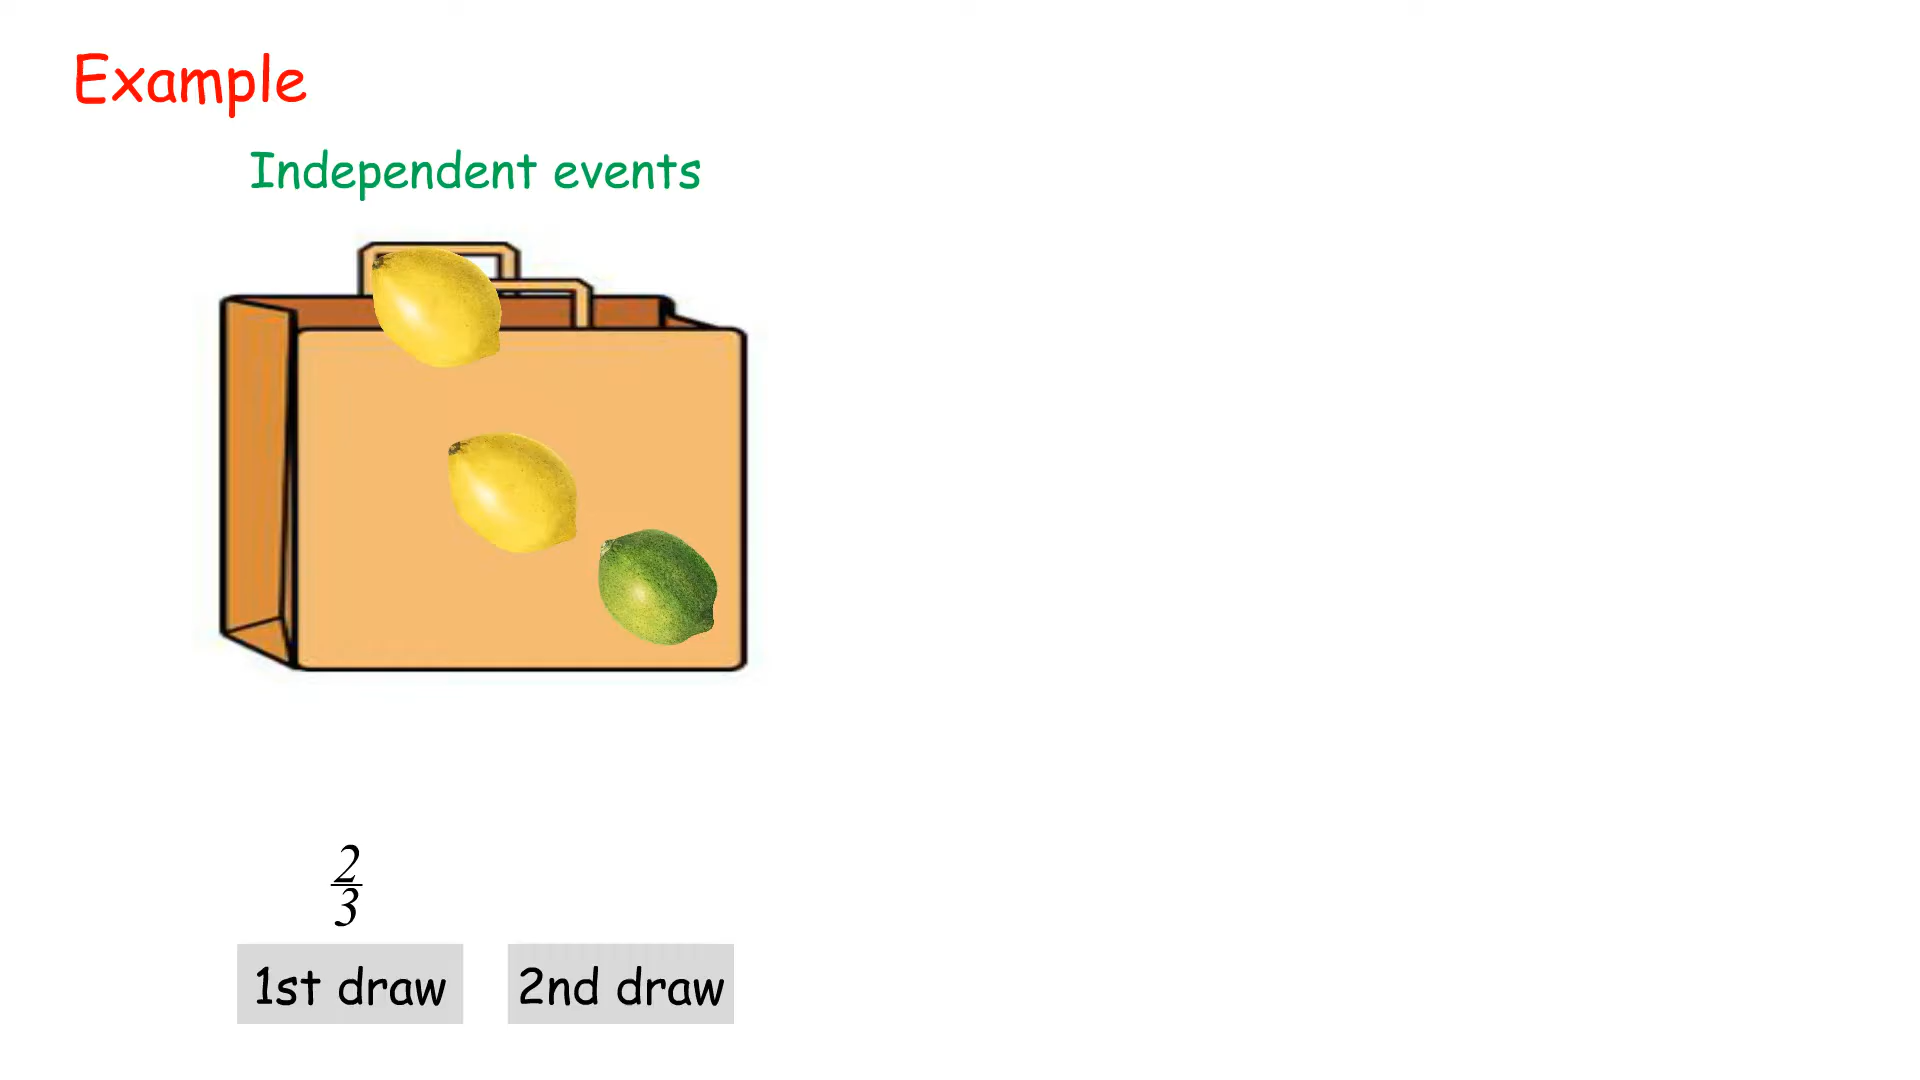 Example
Independent events
2
3
1st draw
2nd draw